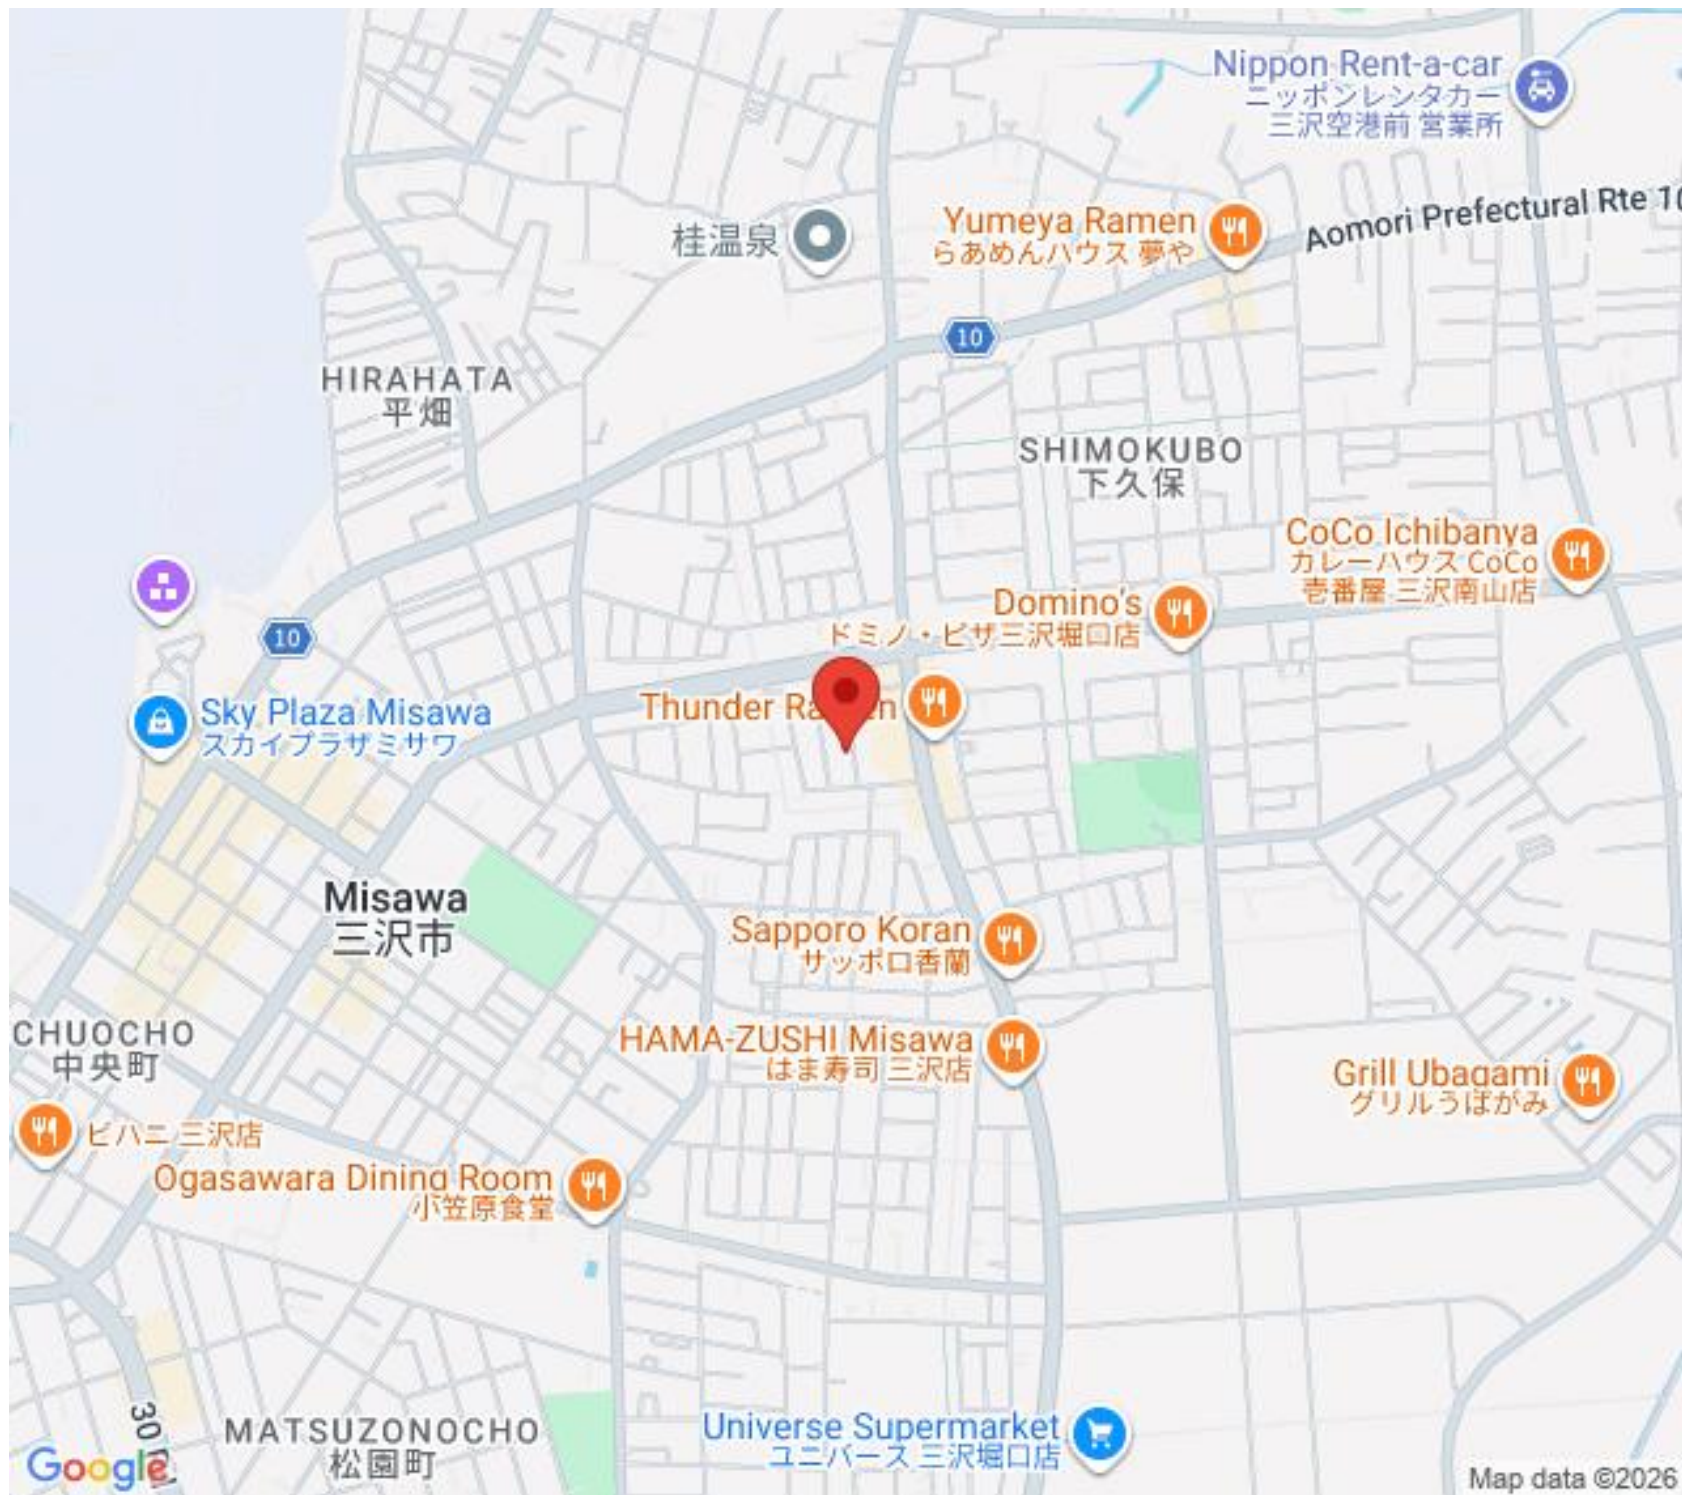 Nippon Rent-a-car
ニッポンレンタカー
三沢空港前 営業所
Aomori Prefectural Rte 10
Yumeya Ramen
らあめんハウス 夢や
桂温泉
10
HIRAHATA
平畑
SHIMOKUBO
下久保
CoCo Ichibanya
カレーハウス CoCo
壱番屋 三沢南山店
Domino's
ドミノ・ピザ三沢堀口店
10
Sky Plaza Misawa
スカイプラザミサワ
Thunder
Misawa
三沢市
Sapporo Koran
サッポロ香蘭
CHUOCHO
中央町
HAMA-ZUSHI Misawa
はま寿司 三沢店
Grill Ubagami
グリルうばがみ
ビハニ 三沢店
Ogasawara Dining Room
小笠原食堂
30
MATSUZONOCHO
松園町
Universe Supermarket
ユニバース 三沢堀口店
Google
Map data ©2026